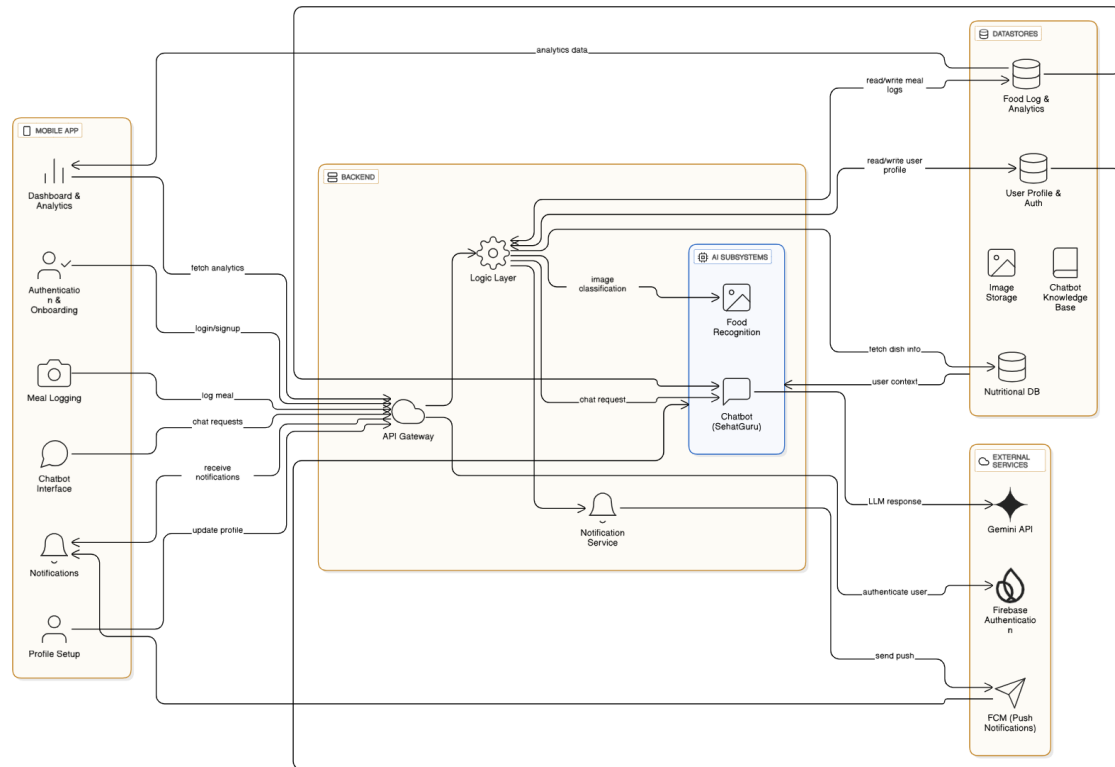 DATASTORES
analytics data
read/write meal
logs
Food Log &
Analytics
MOBILE APP
Dashboard &
Analytics
BACKEND
read/write user
profile
User Profile &
Auth
AI SUBSYSTEMS
Logic Layer
image
classification
Food
Recognition
Image
Storage
Chatbot
Knowledge
Base
fetch analytics
Authenticatio
n &
Onboarding
login/signup
fetch dish info
user context
Nutritional DB
Meal Logging
log meal
chat requests
API Gateway
chat request
Chatbot
(SehatGuru)
Chatbot
Interface
receive
notifications
EXTERNAL
SERVICES
LLM response
Gemini API
update profile
Notification
Service
Notifications
authenticate user
Firebase
Authenticatio
n
Profile Setup
send push
FCM (Push
Notifications)